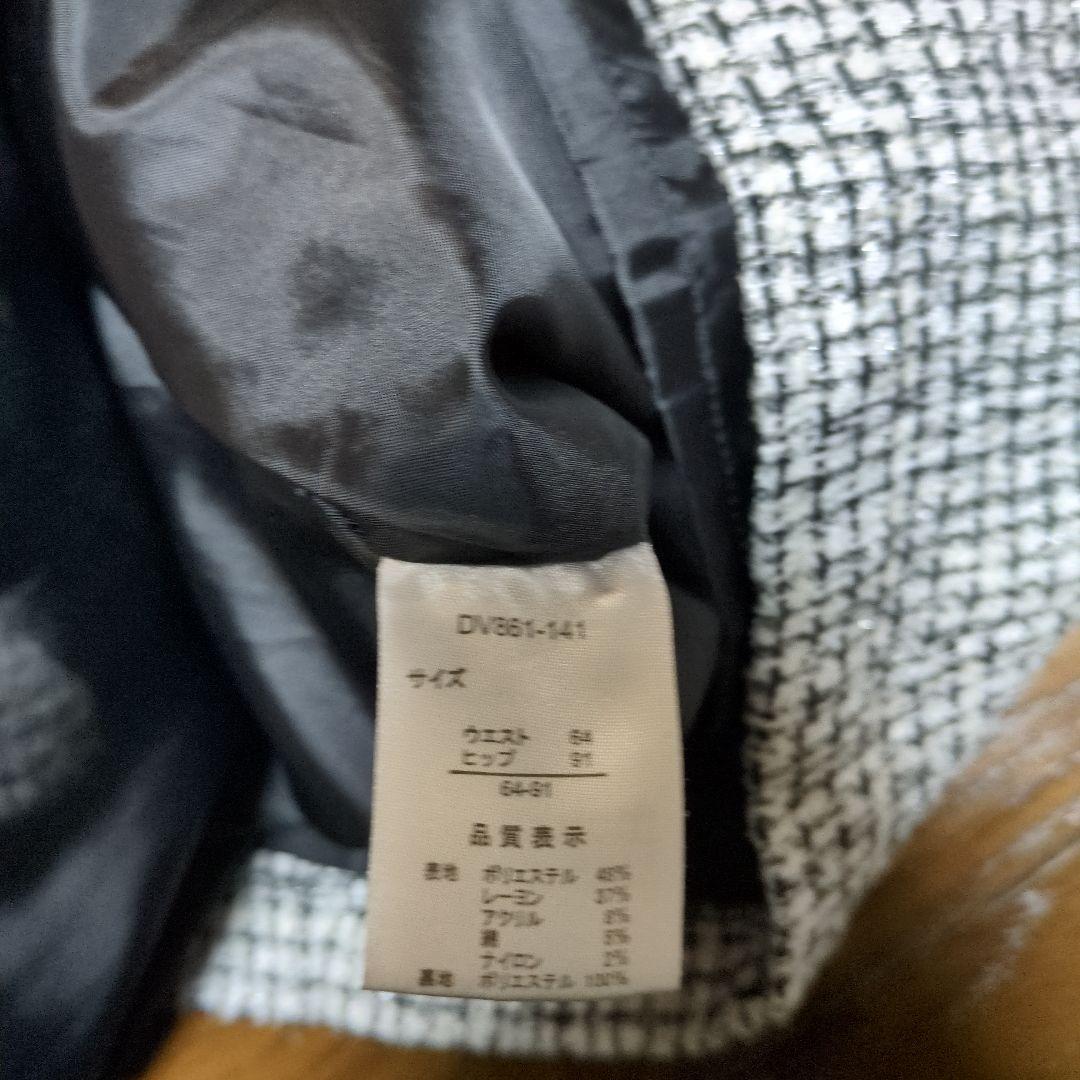 DV861-141
サイズ
ウエスト 64
ヒップ 91
64-91
品質表示
表地 ポリエステル 48%
レーヨン 37%
アクリル 8%
綿 5%
ナイロン 2%
裏地 ポリエステル 100%